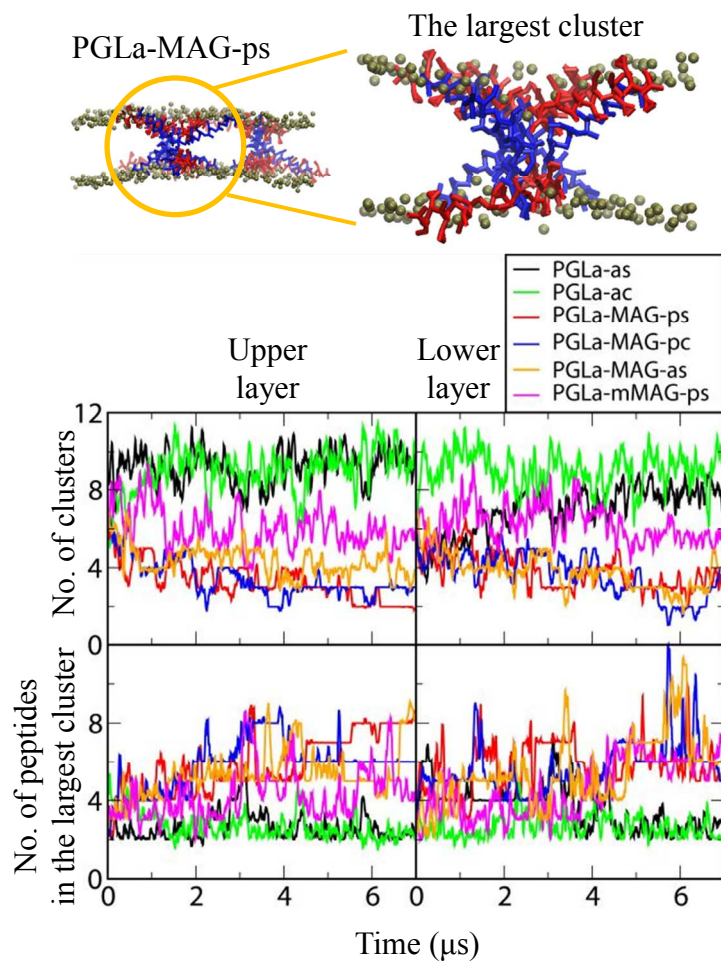 The largest cluster
PGLa-MAG-ps
PGLa-as
PGLa-ac
PGLa-MAG-ps
PGLa-MAG-pc
PGLa-MAG-as
PGLa-mMAG-ps
Upper
layer
Lower
layer
No. of clusters
12
8
4
0
No. of peptides
in the largest cluster
8
4
0
0 2 4 6 0 2 4 6
Time (μs)